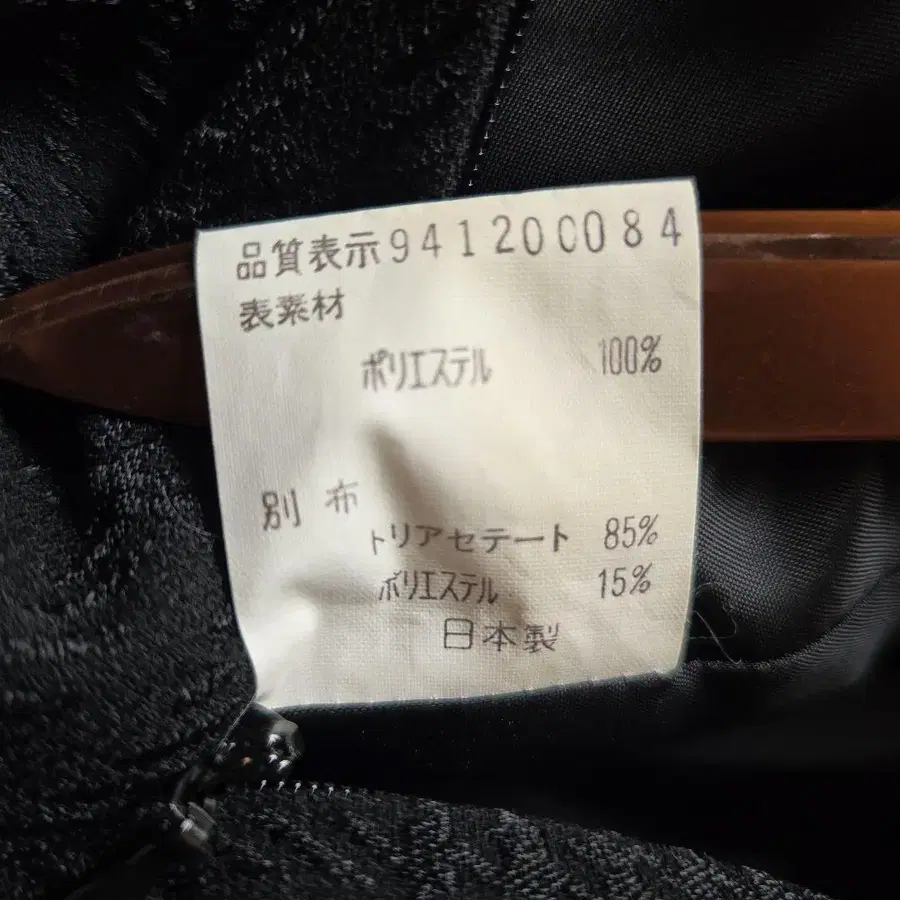 品質表示941200084
表素材
ポリエステル 100%
別布
トリアセテート 85%
ポリエステル 15%
日本製